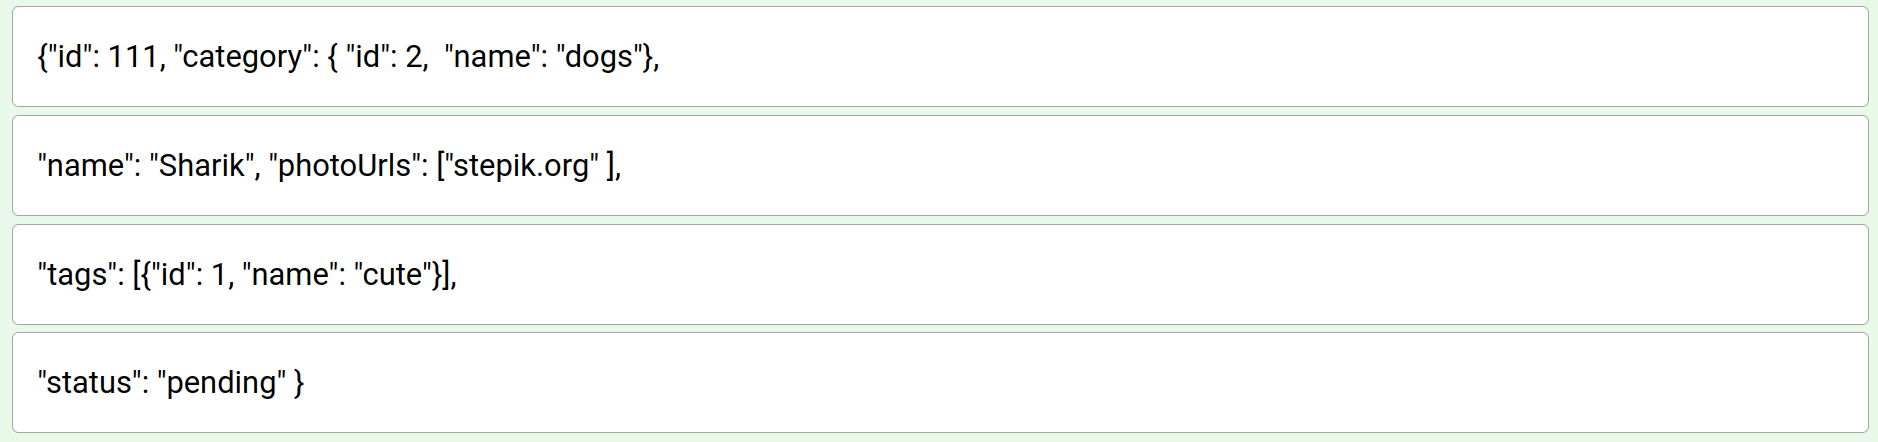 {"id": 111, "category": { "id": 2,  "name": "dogs"},
"name": "Sharik", "photoUrls": ["stepik.org" ],
"tags": [{"id": 1, "name": "cute"}],
"status": "pending" }